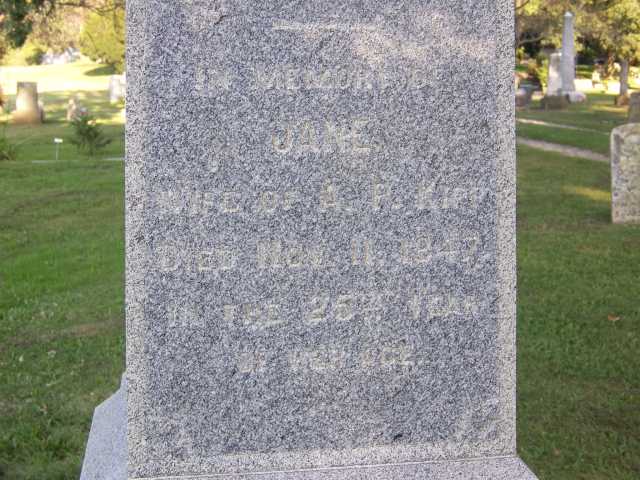 IN MEMORY OF
JANE.
WIFE OF A. P. KIPP
DIED NOV. 11, 1847.
IN THE 25TH YEAR
OF HER AGE.